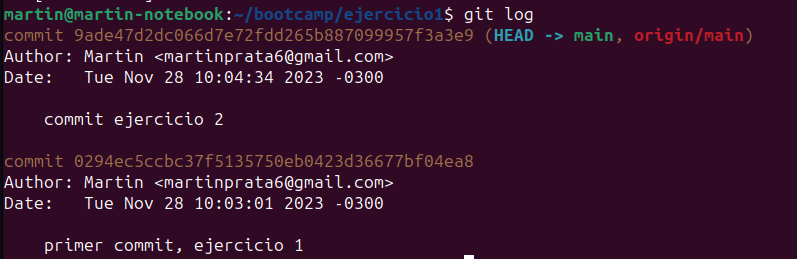 martin@martin-notebook:~/bootcamp/ejercicio1$ git log
commit 9ade47d2dc066d7e72fdd265b887099957f3a3e9 (HEAD -> main, origin/main)
Author: Martin <martinprata6@gmail.com>
Date:   Tue Nov 28 10:04:34 2023 -0300
    commit ejercicio 2
commit 0294ec5ccbc37f5135750eb0423d36677bf04ea8
Author: Martin <martinprata6@gmail.com>
Date:   Tue Nov 28 10:03:01 2023 -0300
    primer commit, ejercicio 1